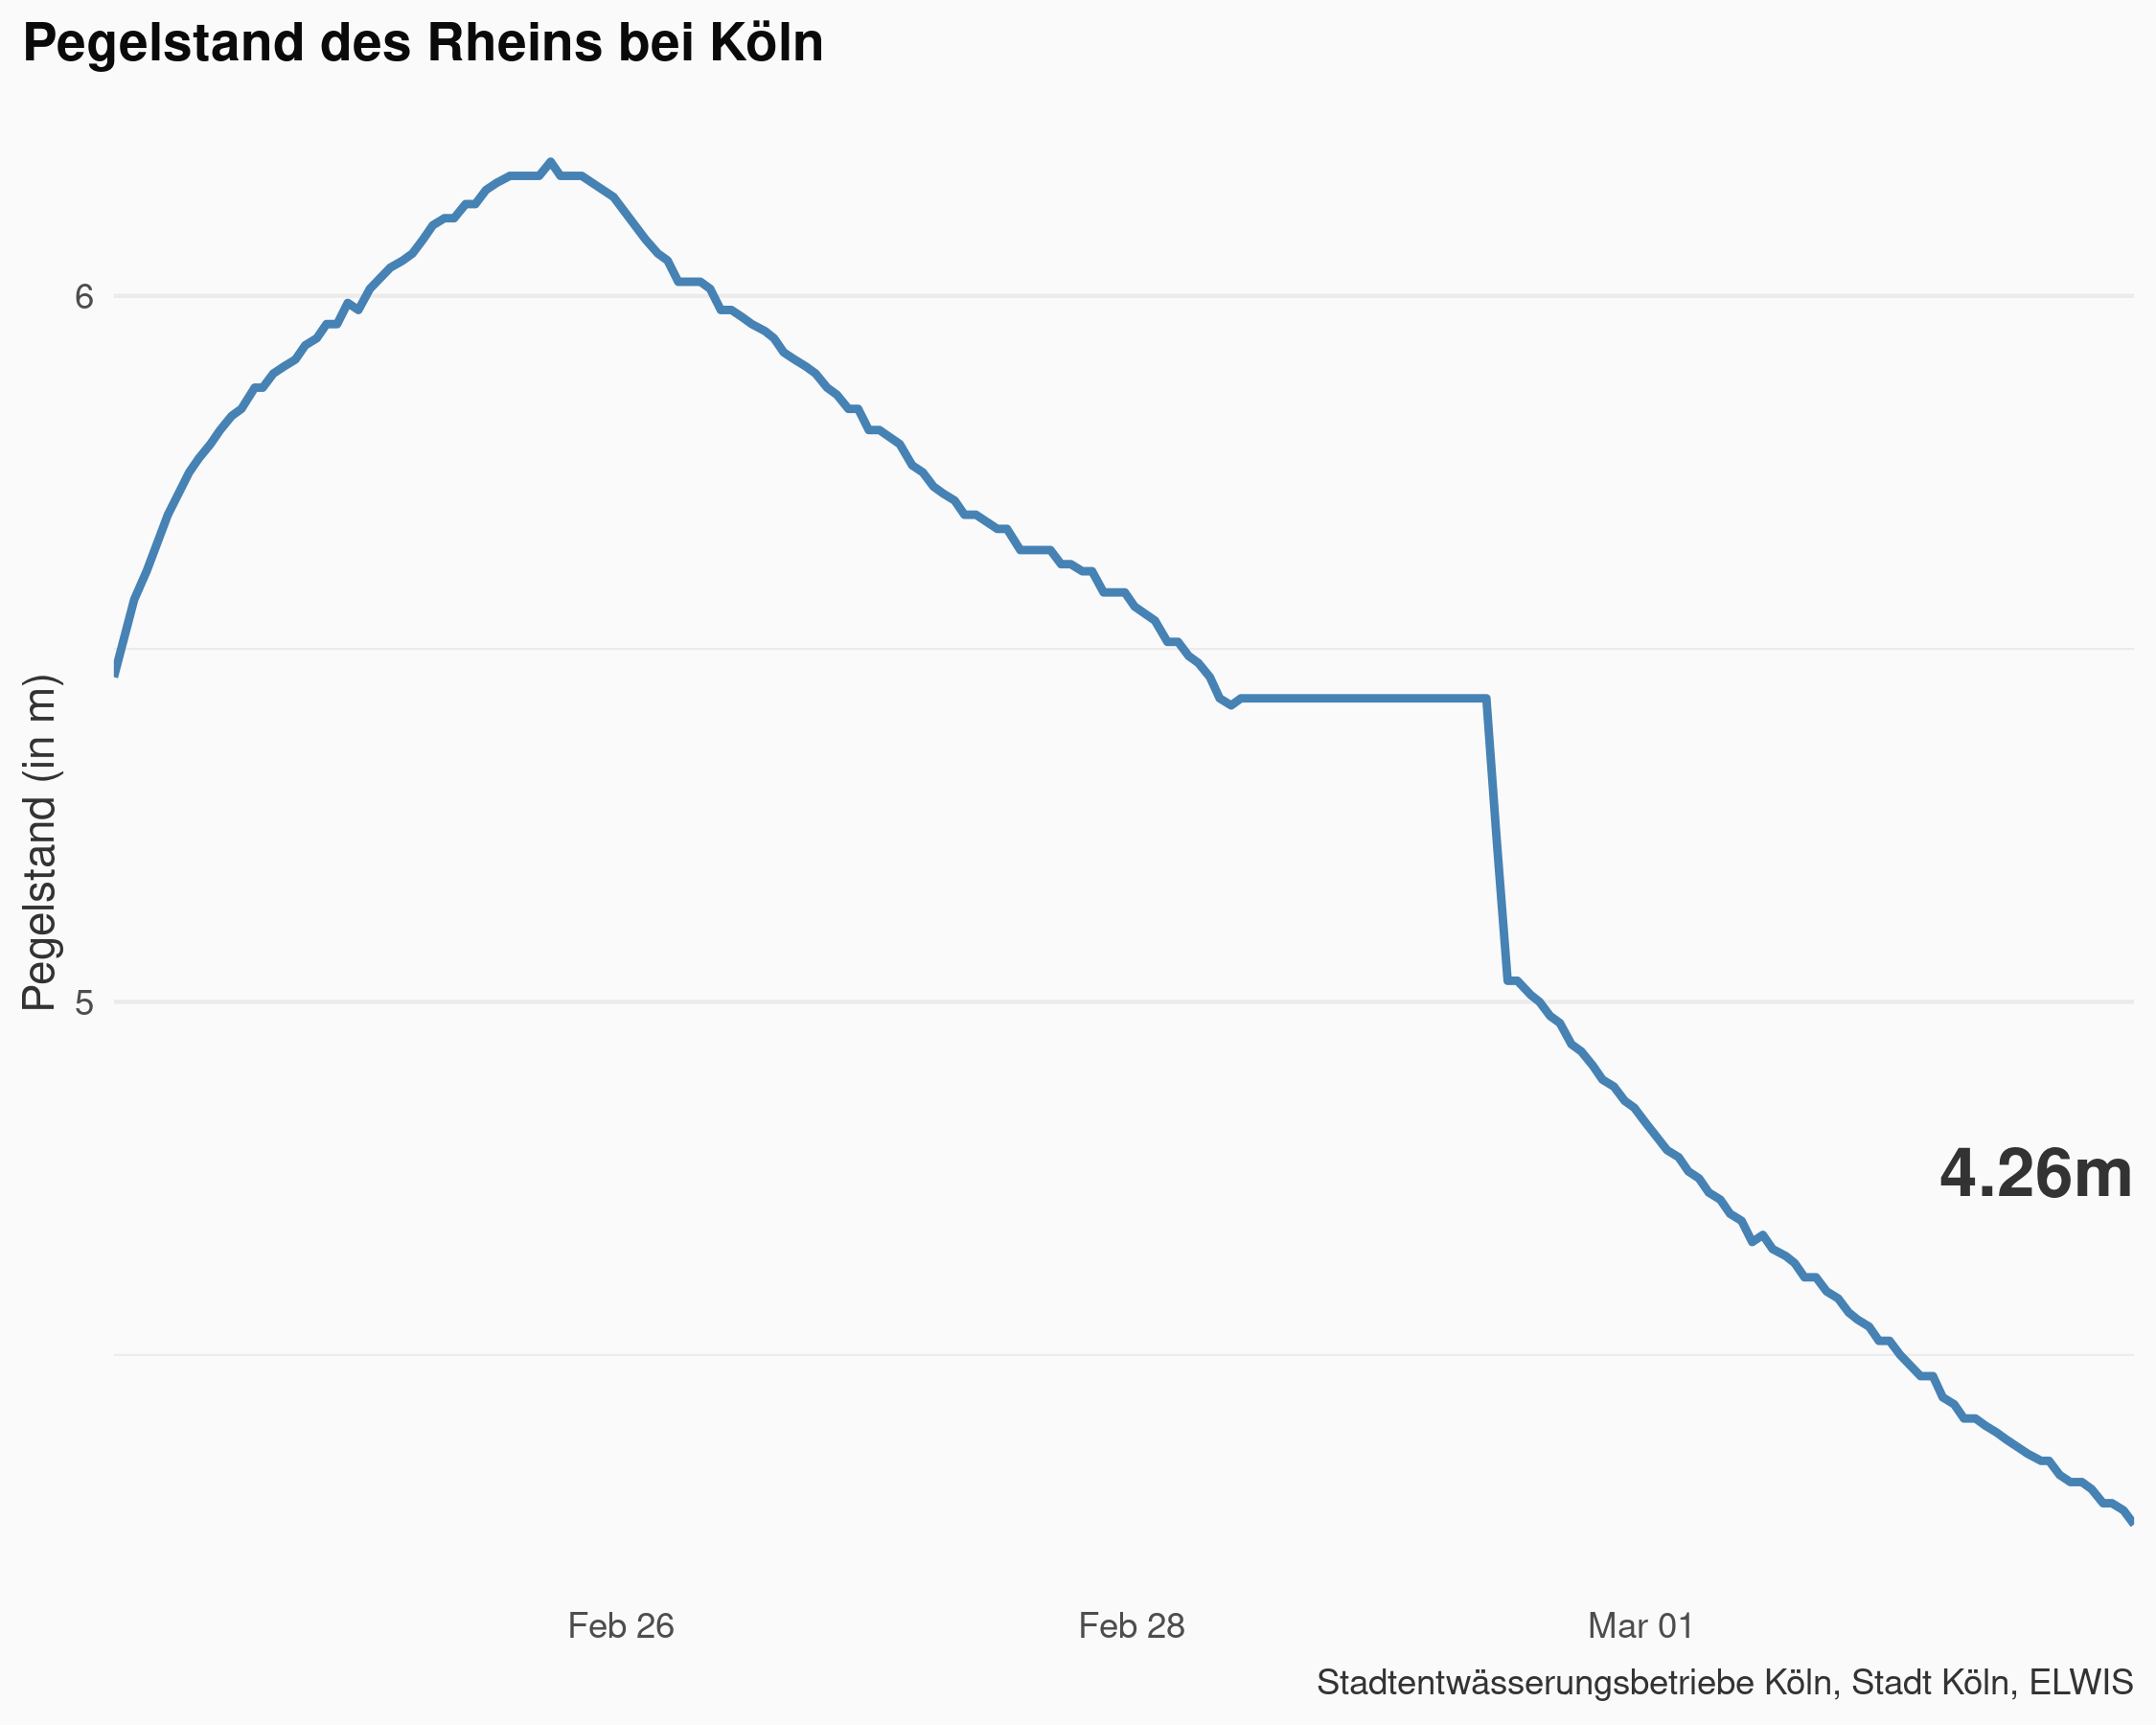 Pegelstand des Rheins bei Köln
Pegelstand (in m)
6
5
4.26m
Feb 26
Feb 28
Mar 01
Stadtentwässerungsbetriebe Köln, Stadt Köln, ELWIS